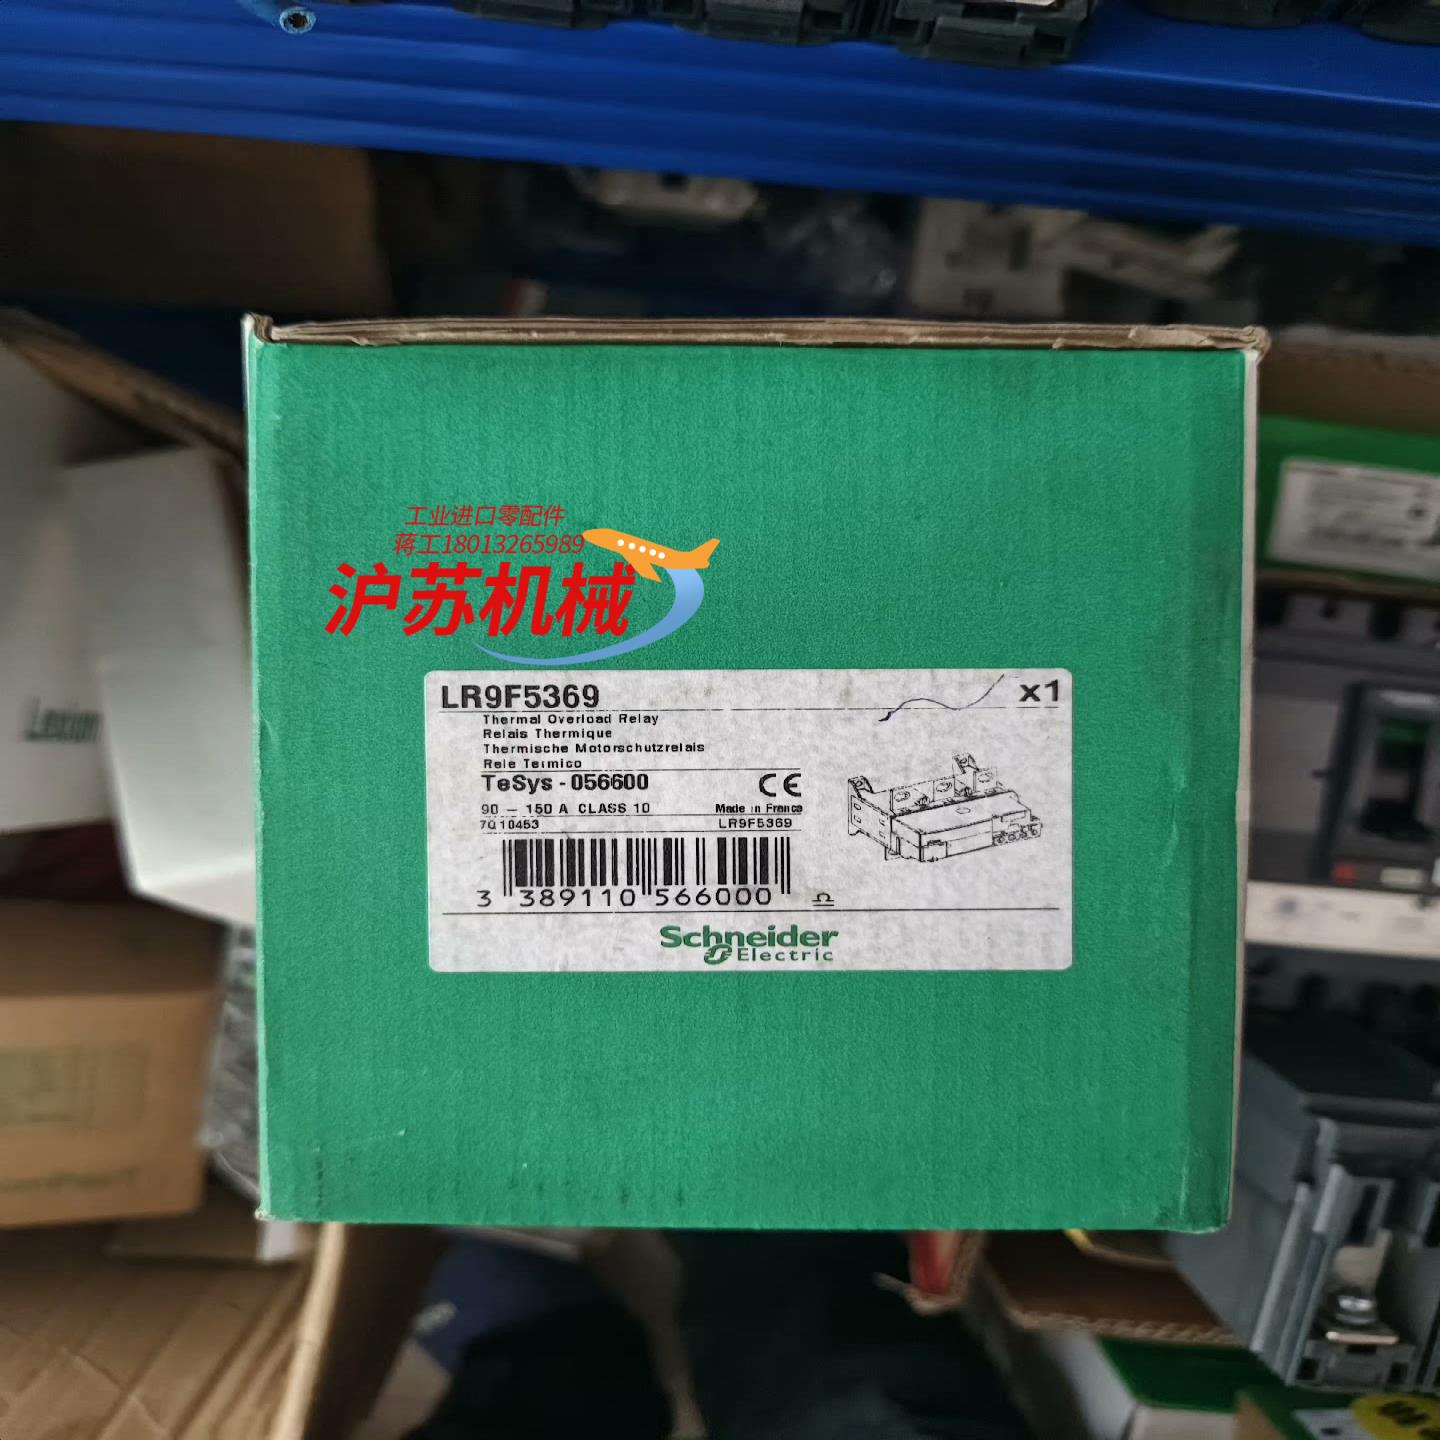 工业进口零配件
蒋工18013265989
沪苏机械
LR9F5369
x1
Thermal Overload Relay
Relais Thermique
Thermische Motorschutzrelais
Rele Termico
TeSys - 056600
CE
90 - 150 A CLASS 10
Made in France
7Q10453
LR9F5369
3 389110 566000
Schneider
Electric